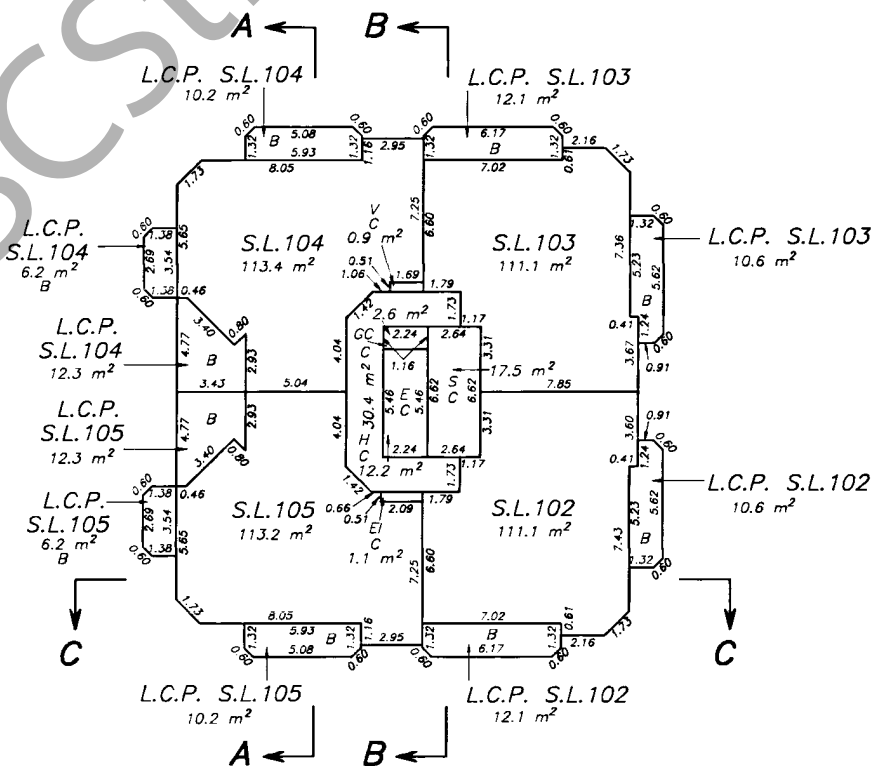 A
B
L.C.P. S.L.104
10.2 m²
L.C.P. S.L.103
12.1 m²
0.60
5.08
0.60
1.32
B
1.32
5.93
1.16
2.95
8.05
0.60
6.17
0.60
1.32
B
1.32
0.61
7.02
2.16
1.73
1.73
7.25
6.60
L.C.P.
S.L.104
6.2 m²
B
0.60
1.38
2.69
3.54
5.65
1.38
0.60
0.46
S.L.104
113.4 m²
V
C
0.9 m²
0.51
1.06
1.69
1.79
S.L.103
111.1 m²
7.36
1.32
0.60
5.23
5.62
B
0.41
1.24
0.60
3.67
0.91
L.C.P. S.L.103
10.6 m²
L.C.P.
S.L.104
12.3 m²
3.40
0.80
4.77
B
2.93
3.43
5.04
1.42
4.04
2.6 m²
GC
C
2.24
2.64
1.73
1.17
3.31
1.16
17.5 m²
S
C
6.62
6.62
E
C
5.46
5.46
30.4 m²
H
C
7.85
L.C.P.
S.L.105
12.3 m²
4.77
B
2.93
3.40
0.80
4.04
2.24
2.64
3.31
1.17
12.2 m²
1.73
1.42
3.60
0.91
0.60
0.41
1.24
L.C.P.
S.L.105
6.2 m²
B
0.60
1.38
0.46
2.69
3.54
5.65
1.38
0.60
S.L.105
113.2 m²
0.66
0.51
2.09
1.79
EI
C
1.1 m²
S.L.102
111.1 m²
5.23
5.62
7.43
B
1.32
0.60
L.C.P. S.L.102
10.6 m²
7.25
6.60
C
C
1.73
8.05
1.32
5.93
1.32
1.16
B
5.08
0.60
0.60
2.95
7.02
0.61
1.32
B
1.32
6.17
0.60
0.60
2.16
1.73
L.C.P. S.L.105
10.2 m²
L.C.P. S.L.102
12.1 m²
A
B